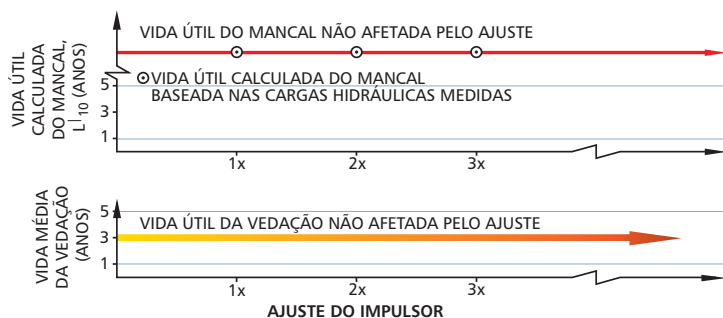 VIDA ÚTIL
CALCULADA
DO MANCAL,
L|10 (ANOS)
VIDA ÚTIL DO MANCAL NÃO AFETADA PELO AJUSTE
VIDA ÚTIL CALCULADA DO MANCAL
BASEADA NAS CARGAS HIDRÁULICAS MEDIDAS
5
3
1
1x 2x 3x
VIDA MÉDIA
DA VEDAÇÃO
(ANOS)
VIDA ÚTIL DA VEDAÇÃO NÃO AFETADA PELO AJUSTE
5
3
1
1x 2x 3x
AJUSTE DO IMPULSOR